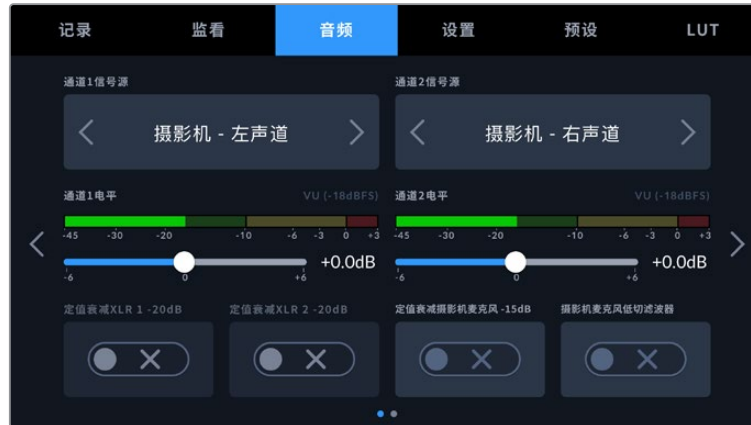 记录 监看 音频 设置 预设 LUT
通道1信号源 通道2信号源
摄影机 - 左声道 摄影机 - 右声道
通道1电平 VU (-18dBFS) 通道2电平 VU (-18dBFS)
-45 -30 -20 -10 -6 -3 0 +3 -45 -30 -20 -10 -6 -3 0 +3
+0.0dB +0.0dB
-6 0 +6 -6 0 +6
定值衰减XLR 1 -20dB 定值衰减XLR 2 -20dB 定值衰减摄影机麦克风 -15dB 摄影机麦克风低切滤波器